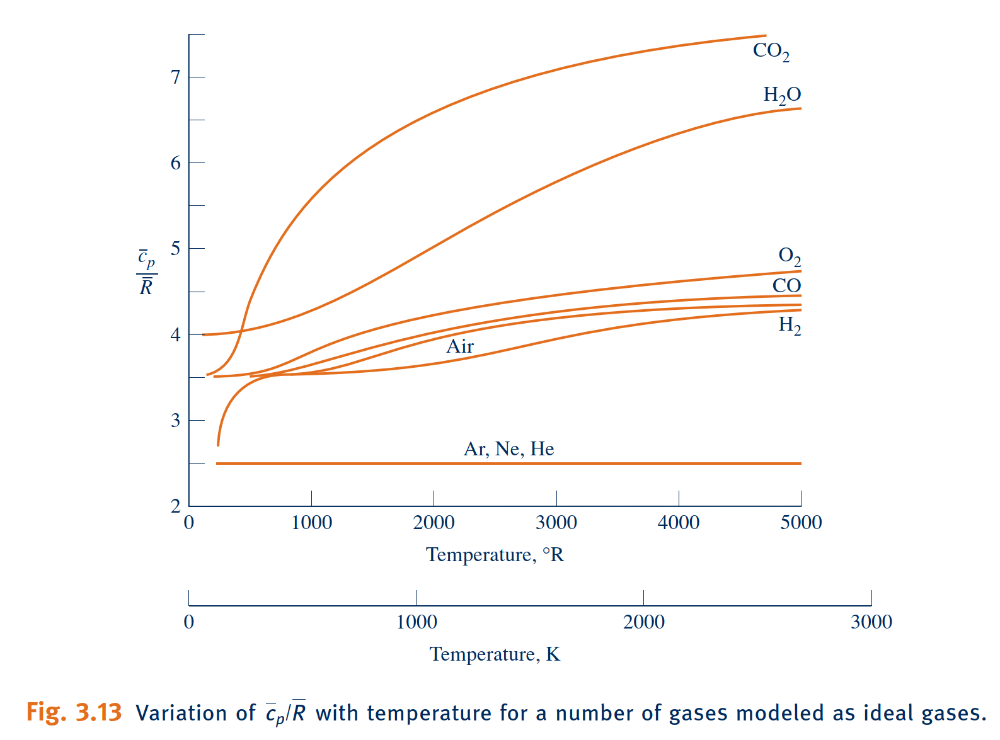 7
6
5
4
3
2
c̄p
R̄
CO₂
H₂O
O₂
CO
H₂
Air
Ar, Ne, He
0 1000 2000 3000 4000 5000
Temperature, °R
0 1000 2000 3000
Temperature, K
Fig. 3.13 Variation of c̄p/R̄ with temperature for a number of gases modeled as ideal gases.